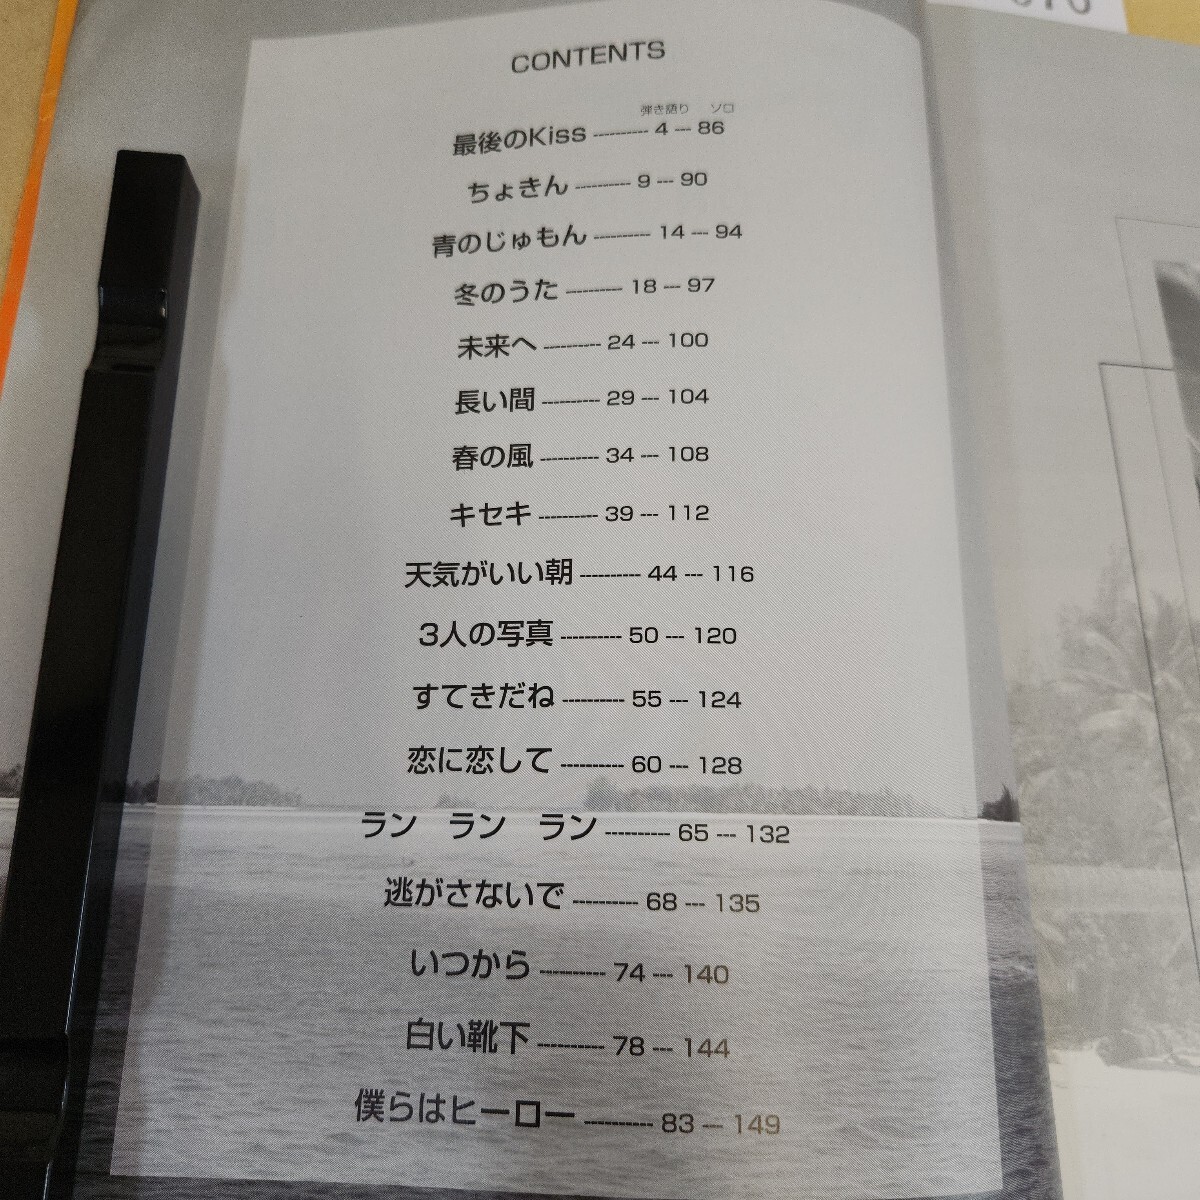 CONTENTS
弾き語り ソロ
最後のKiss ---------- 4 --- 86
ちょきん ---------- 9 --- 90
青のじゅもん ---------- 14 --- 94
冬のうた ---------- 18 --- 97
未来へ ---------- 24 --- 100
長い間 ---------- 29 --- 104
春の風 ---------- 34 --- 108
キセキ ---------- 39 --- 112
天気がいい朝 ---------- 44 --- 116
3人の写真 ---------- 50 --- 120
すてきだね ---------- 55 --- 124
恋に恋して ---------- 60 --- 128
ラン ラン ラン ---------- 65 --- 132
逃がさないで ---------- 68 --- 135
いつから ---------- 74 --- 140
白い靴下 ---------- 78 --- 144
僕らはヒーロー ---------- 83 --- 149